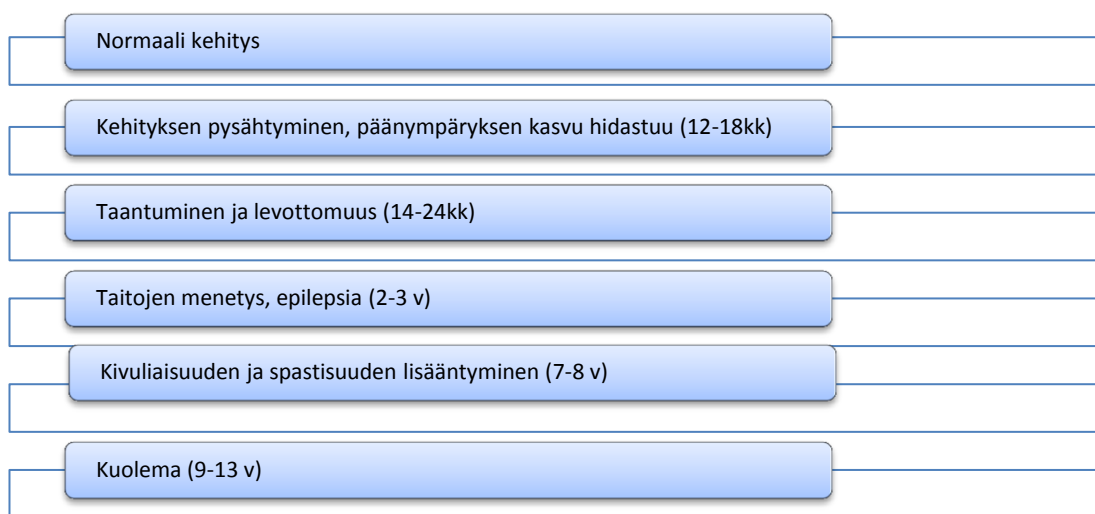 Normaali kehitys
Kehityksen pysähtyminen, päänympäryksen kasvu hidastuu (12-18kk)
Taantuminen ja levottomuus (14-24kk)
Taitojen menetys, epilepsia (2-3 v)
Kivuliaisuuden ja spastisuuden lisääntyminen (7-8 v)
Kuolema (9-13 v)